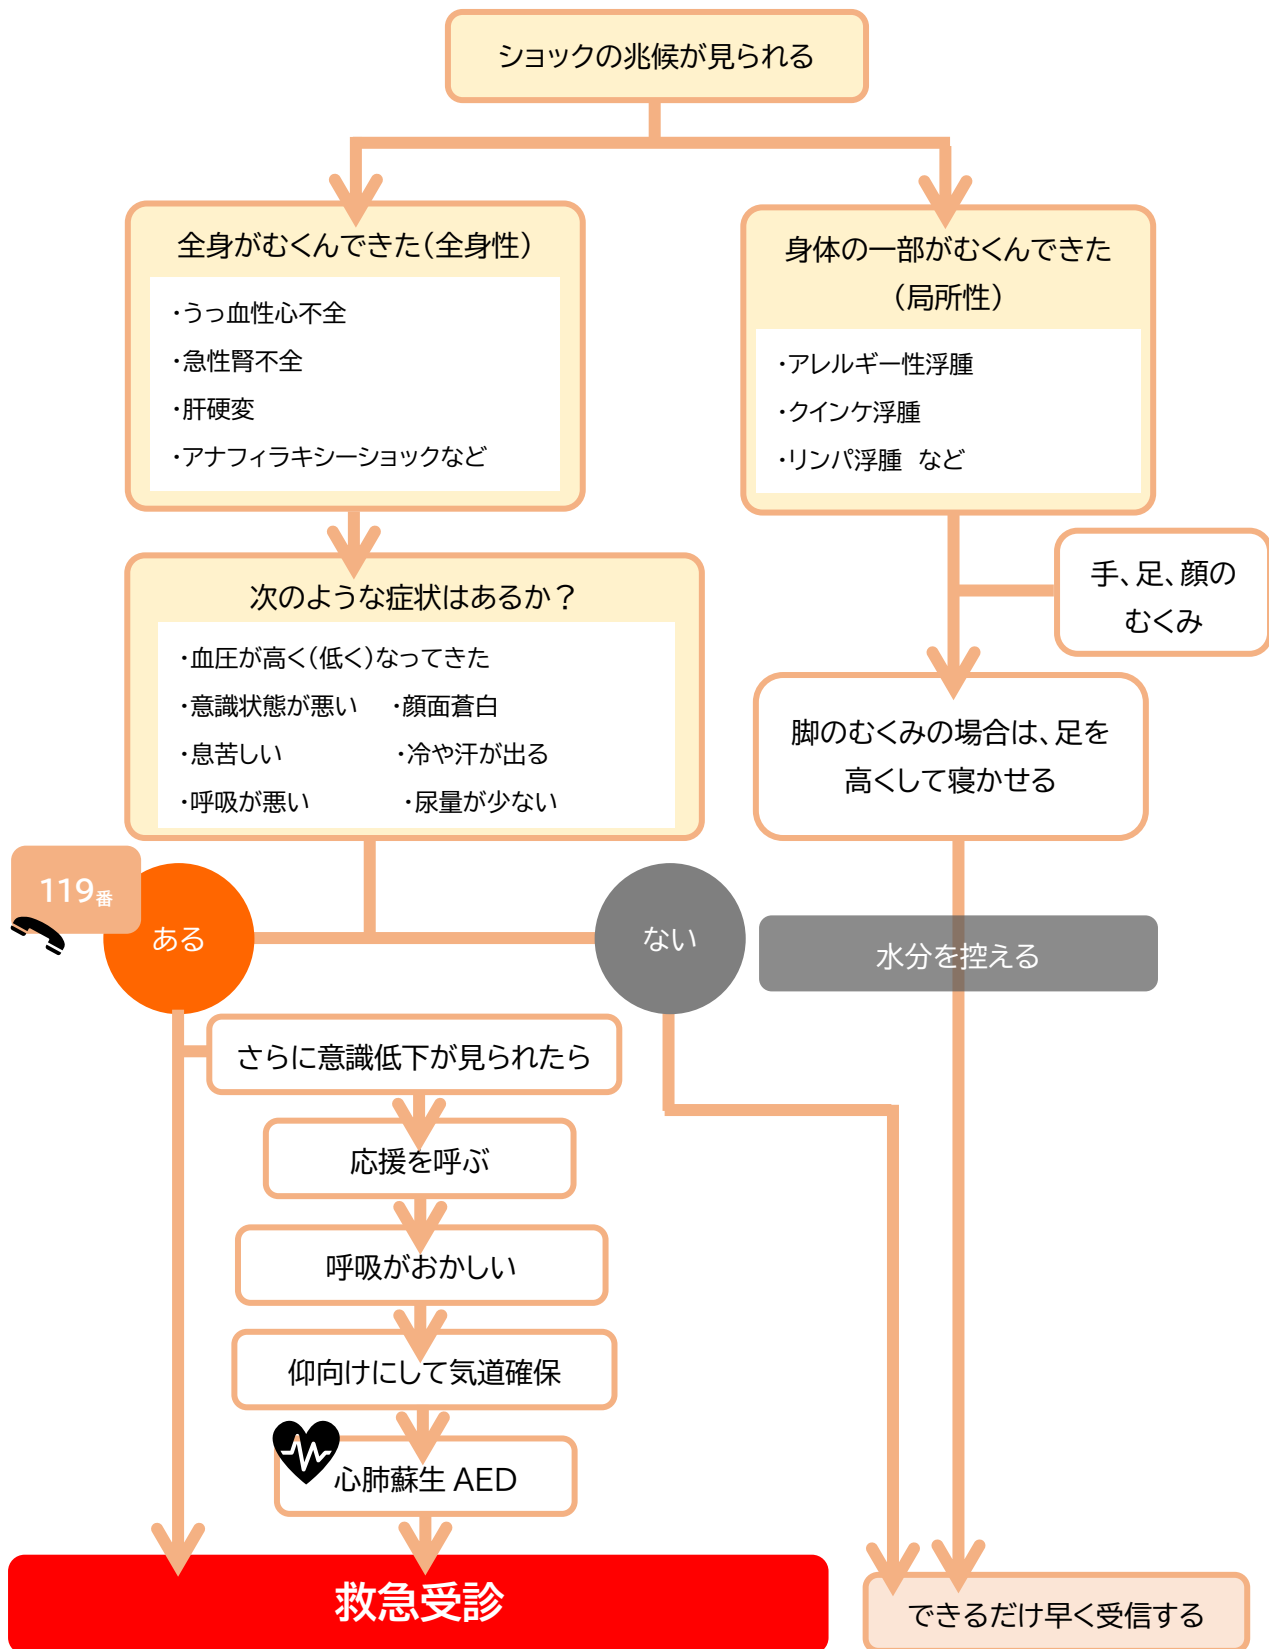 ショックの兆候が見られる
全身がむくんできた(全身性)
・うっ血性心不全
・急性腎不全
・肝硬変
・アナフィラキシーショックなど
身体の一部がむくんできた
(局所性)
・アレルギー性浮腫
・クインケ浮腫
・リンパ浮腫 など
手、足、顔の
むくみ
次のような症状はあるか？
・血圧が高く(低く)なってきた
・意識状態が悪い ・顔面蒼白
・息苦しい ・冷や汗が出る
・呼吸が悪い ・尿量が少ない
脚のむくみの場合は、足を
高くして寝かせる
119番
ある
ない
水分を控える
さらに意識低下が見られたら
応援を呼ぶ
呼吸がおかしい
仰向けにして気道確保
心肺蘇生 AED
救急受診
できるだけ早く受信する